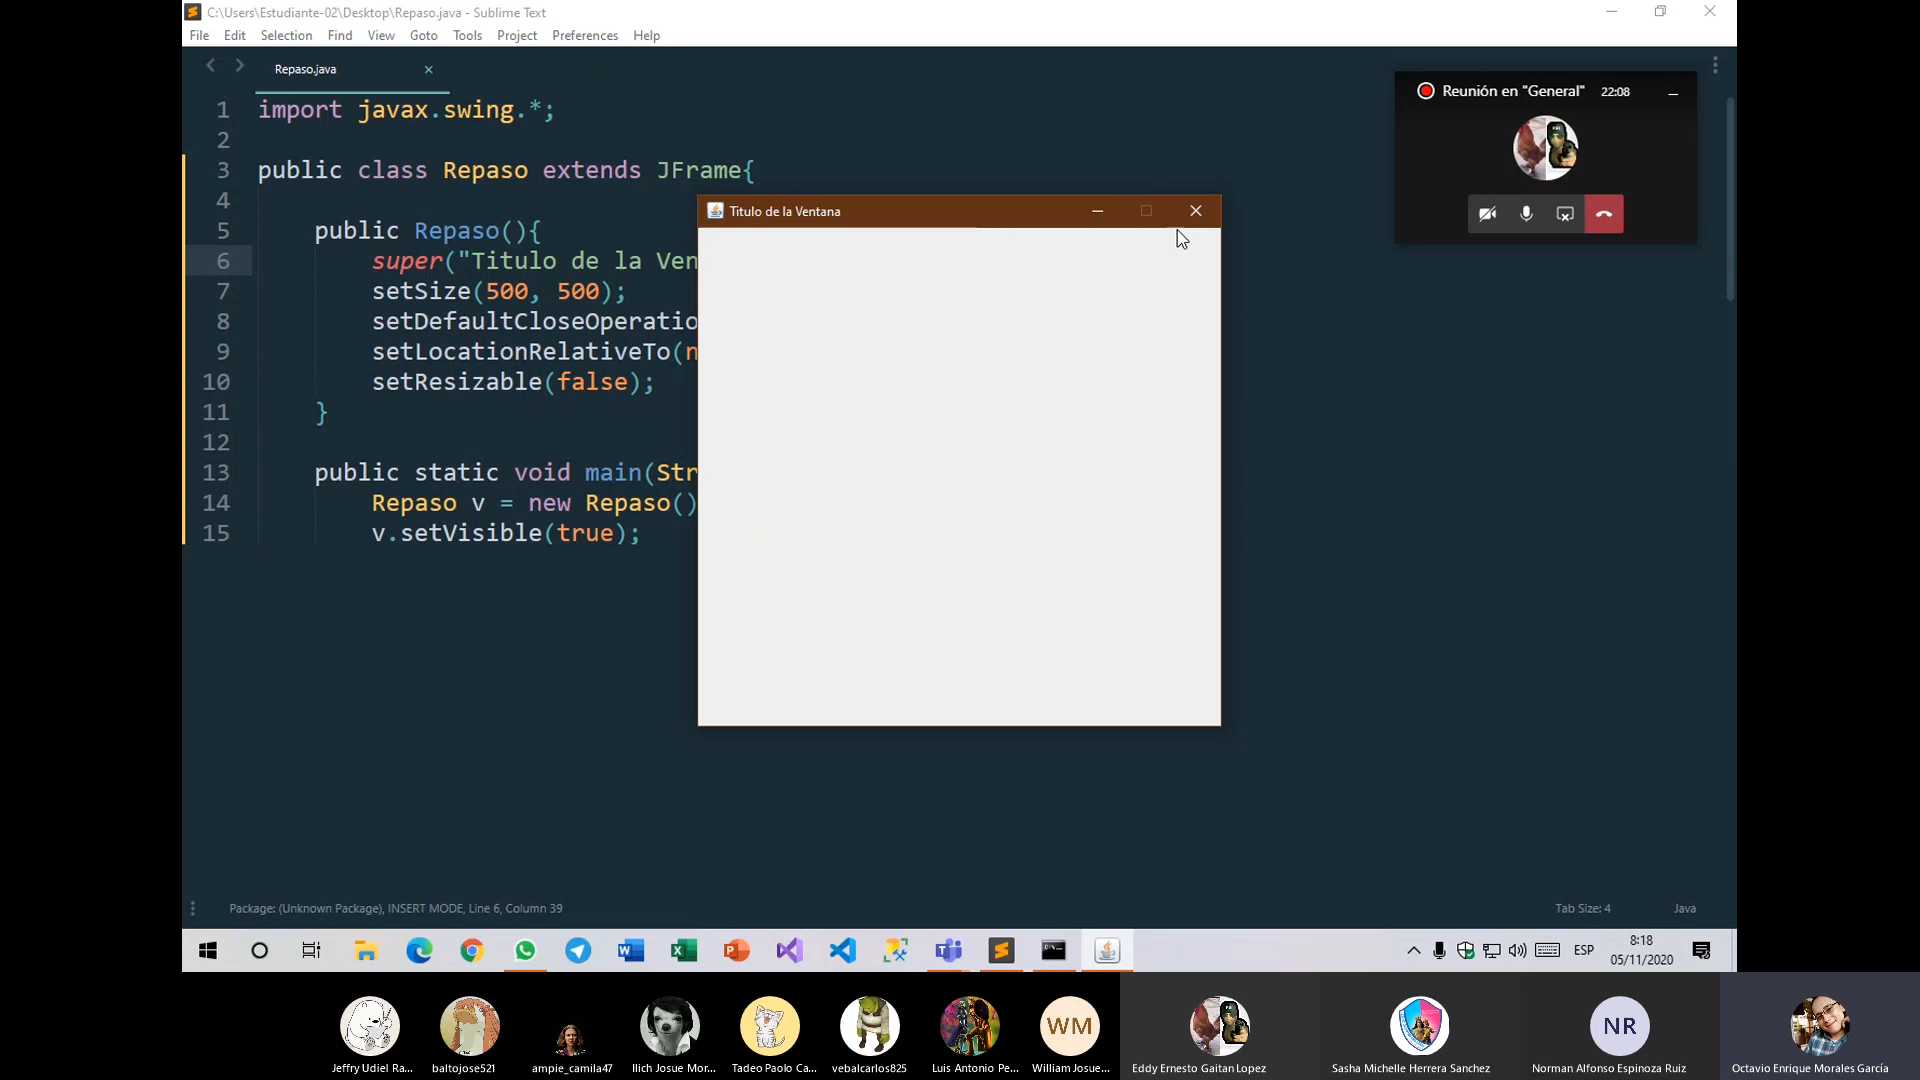 C:\Users\Estudiante-02\Desktop\Repaso.java - Sublime Text
File Edit Selection Find View Goto Tools Project Preferences Help
Repaso.java
1 import javax.swing.*;
2
3 public class Repaso extends JFrame{
4
5 public Repaso(){
6 super("Titulo de la Ven
7 setSize(500, 500);
8 setDefaultCloseOperatio
9 setLocationRelativeTo(n
10 setResizable(false);
11 }
12
13 public static void main(Str
14 Repaso v = new Repaso()
15 v.setVisible(true);
Reunión en "General" 22:08
Titulo de la Ventana
Package: (Unknown Package), INSERT MODE, Line 6, Column 39
Tab Size: 4 Java
ESP
8:18
05/11/2020
WM
NR
Jeffry Udiel Ra... baltojose521 ampie_camila47 Ilich Josue Mor... Tadeo Paolo Ca... vebalcarlos825 Luis Antonio Pe... William Josue... Eddy Ernesto Gaitan Lopez Sasha Michelle Herrera Sanchez Norman Alfonso Espinoza Ruiz Octavio Enrique Morales García